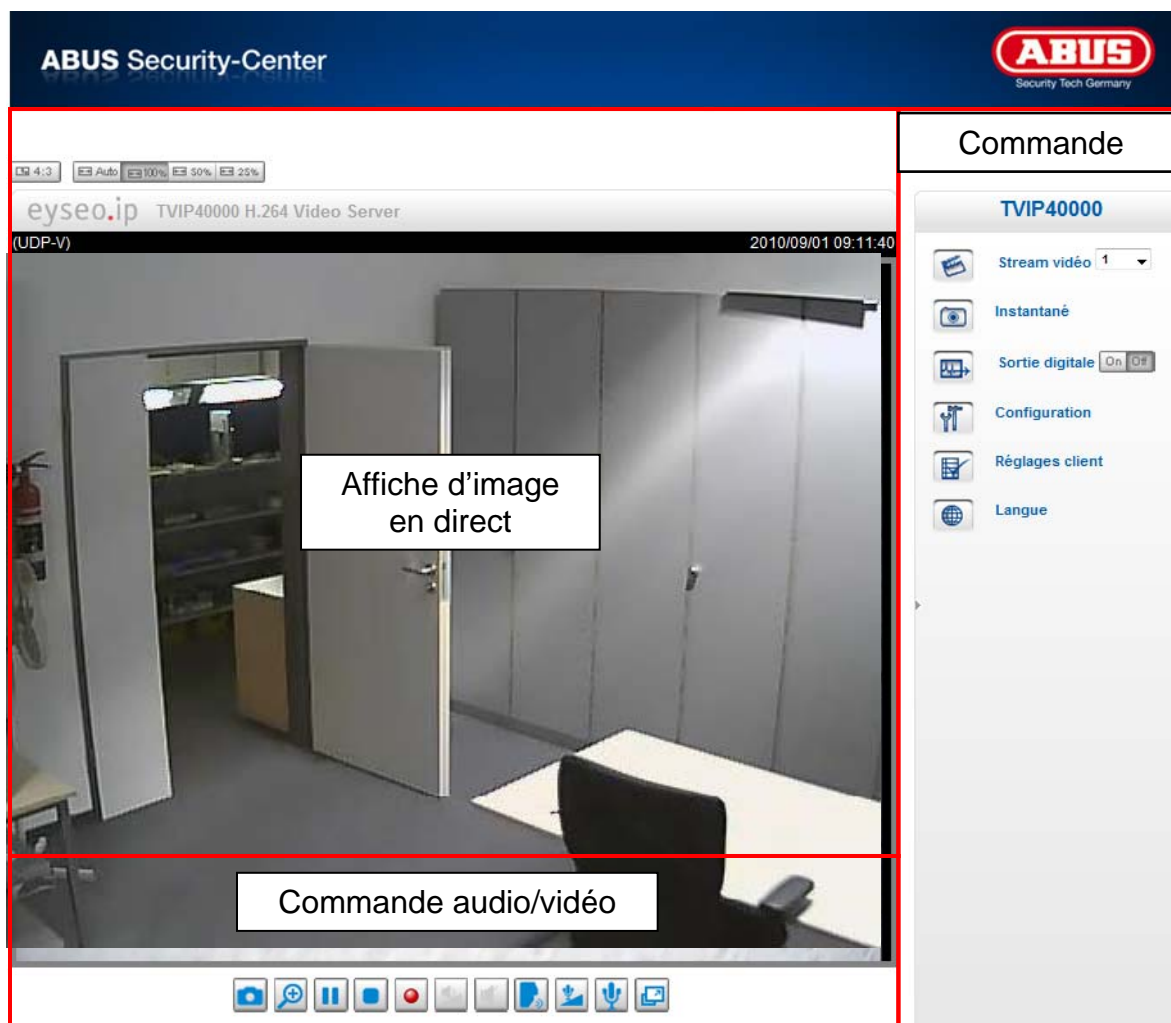 ABUS Security-Center
ABUS
Security Tech Germany
Commande
4:3 Auto 100% 50% 25%
eyseo.ip TVIP40000 H.264 Video Server
(UDP-V) 2010/09/01 09:11:40
TVIP40000
Stream vidéo 1
Instantané
Sortie digitale On Off
Configuration
Réglages client
Langue
Affiche d’image
en direct
Commande audio/vidéo